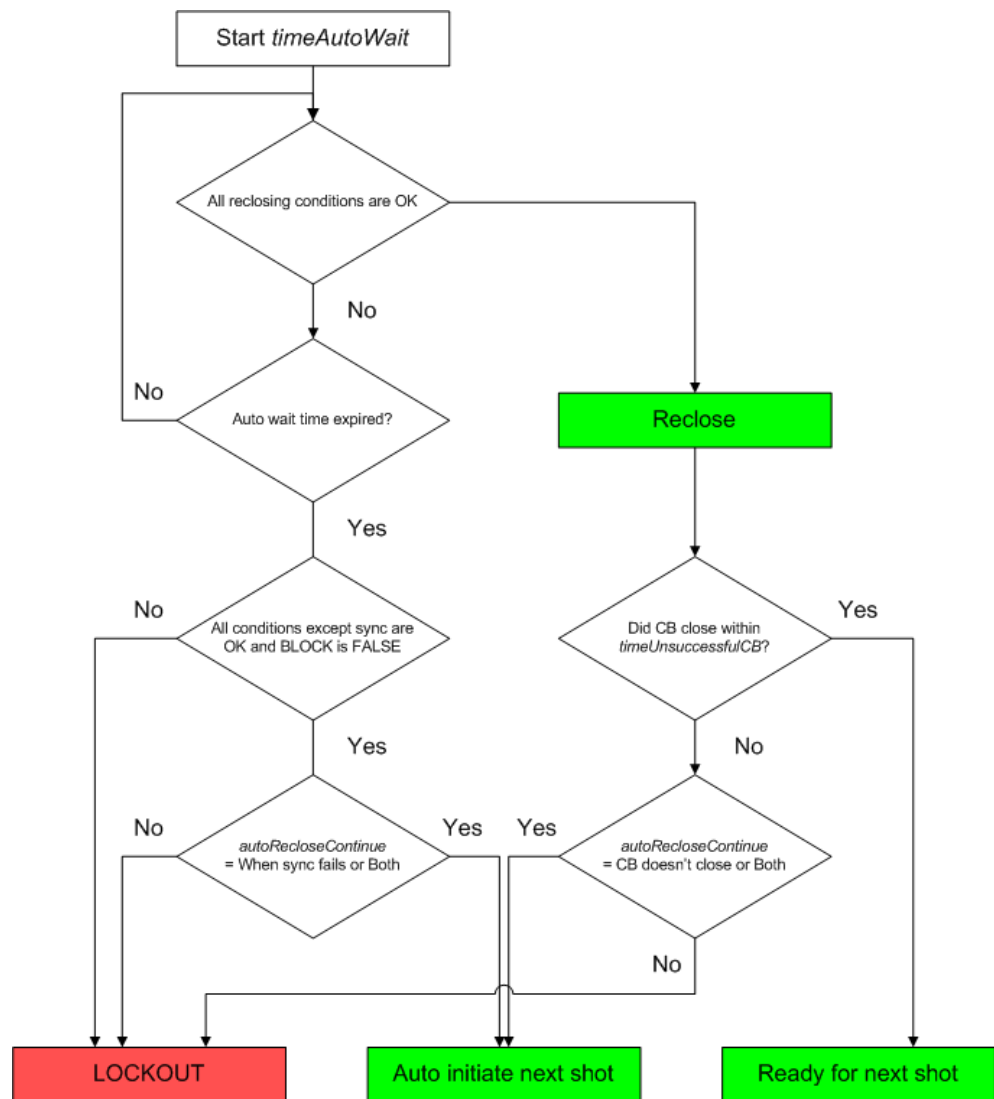 Start timeAutoWait
All reclosing conditions are OK
No
No
Auto wait time expired?
Reclose
Yes
No
All conditions except sync are
OK and BLOCK is FALSE
Did CB close within
timeUnsuccessfulCB?
Yes
Yes
No
No
autoRecloseContinue
= When sync fails or Both
Yes
Yes
autoRecloseContinue
= CB doesn't close or Both
No
LOCKOUT
Auto initiate next shot
Ready for next shot